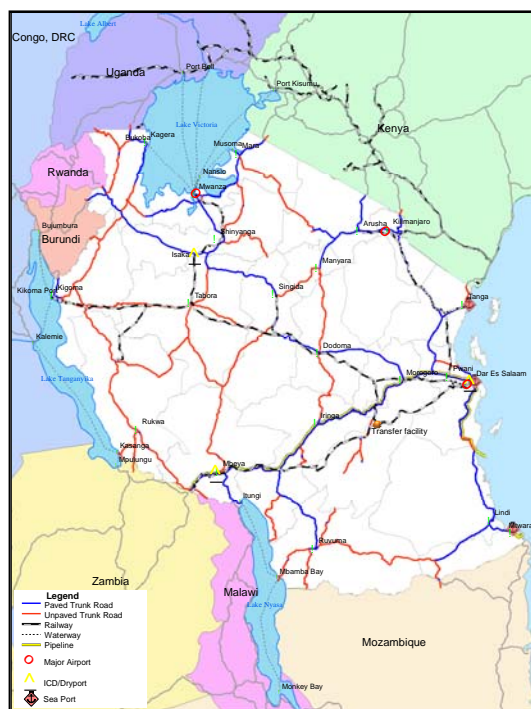 Lake Albert
Congo, DRC
Uganda
Port Bell
Port Kisumu
Kenya
Kagera
Bukoba
Lake Victoria
Musoma
Mara
Rwanda
Nansio
Mwanza
Bujumbura
Burundi
Shinyanga
Arusha
Kilimanjaro
Isaka
Manyara
Kikoma Port
Kigoma
Singida
Tabora
Tanga
Kalemie
Dodoma
Lake Tanganyika
Morogoro
Pwani
Dar Es Salaam
Rukwa
Iringa
Transfer facility
Kasanga
Mpulungu
Mbeya
Itungi
Lindi
Mtwara
Ruvuma
Zambia
Mbamba Bay
Malawi
Lake Nyasa
Mozambique
Monkey Bay
Legend
Paved Trunk Road
Unpaved Trunk Road
Railway
Waterway
Pipeline
Major Airport
ICD/Dryport
Sea Port